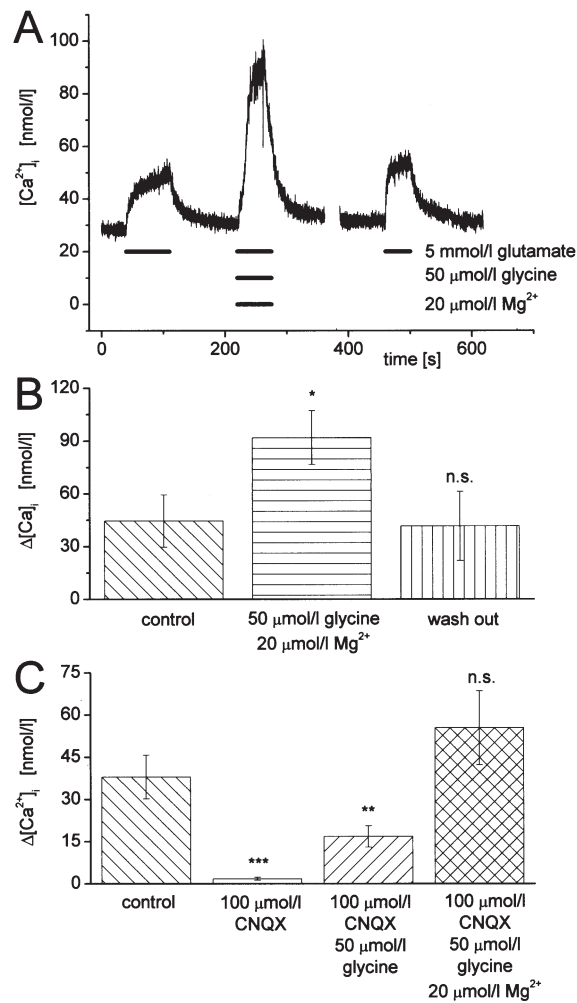 A
[Ca²⁺]ᵢ [nmol/l]
100
80
60
40
20
0
5 mmol/l glutamate
50 μmol/l glycine
20 μmol/l Mg²⁺
0
200
400
600
time [s]
B
Δ[Ca]ᵢ [nmol/l]
120
90
60
30
0
*
n.s.
control
50 μmol/l glycine
20 μmol/l Mg²⁺
wash out
C
Δ[Ca²⁺]ᵢ [nmol/l]
75
60
45
30
15
0
***
**
n.s.
control
100 μmol/l
CNQX
100 μmol/l
CNQX
50 μmol/l
glycine
100 μmol/l
CNQX
50 μmol/l
glycine
20 μmol/l Mg²⁺